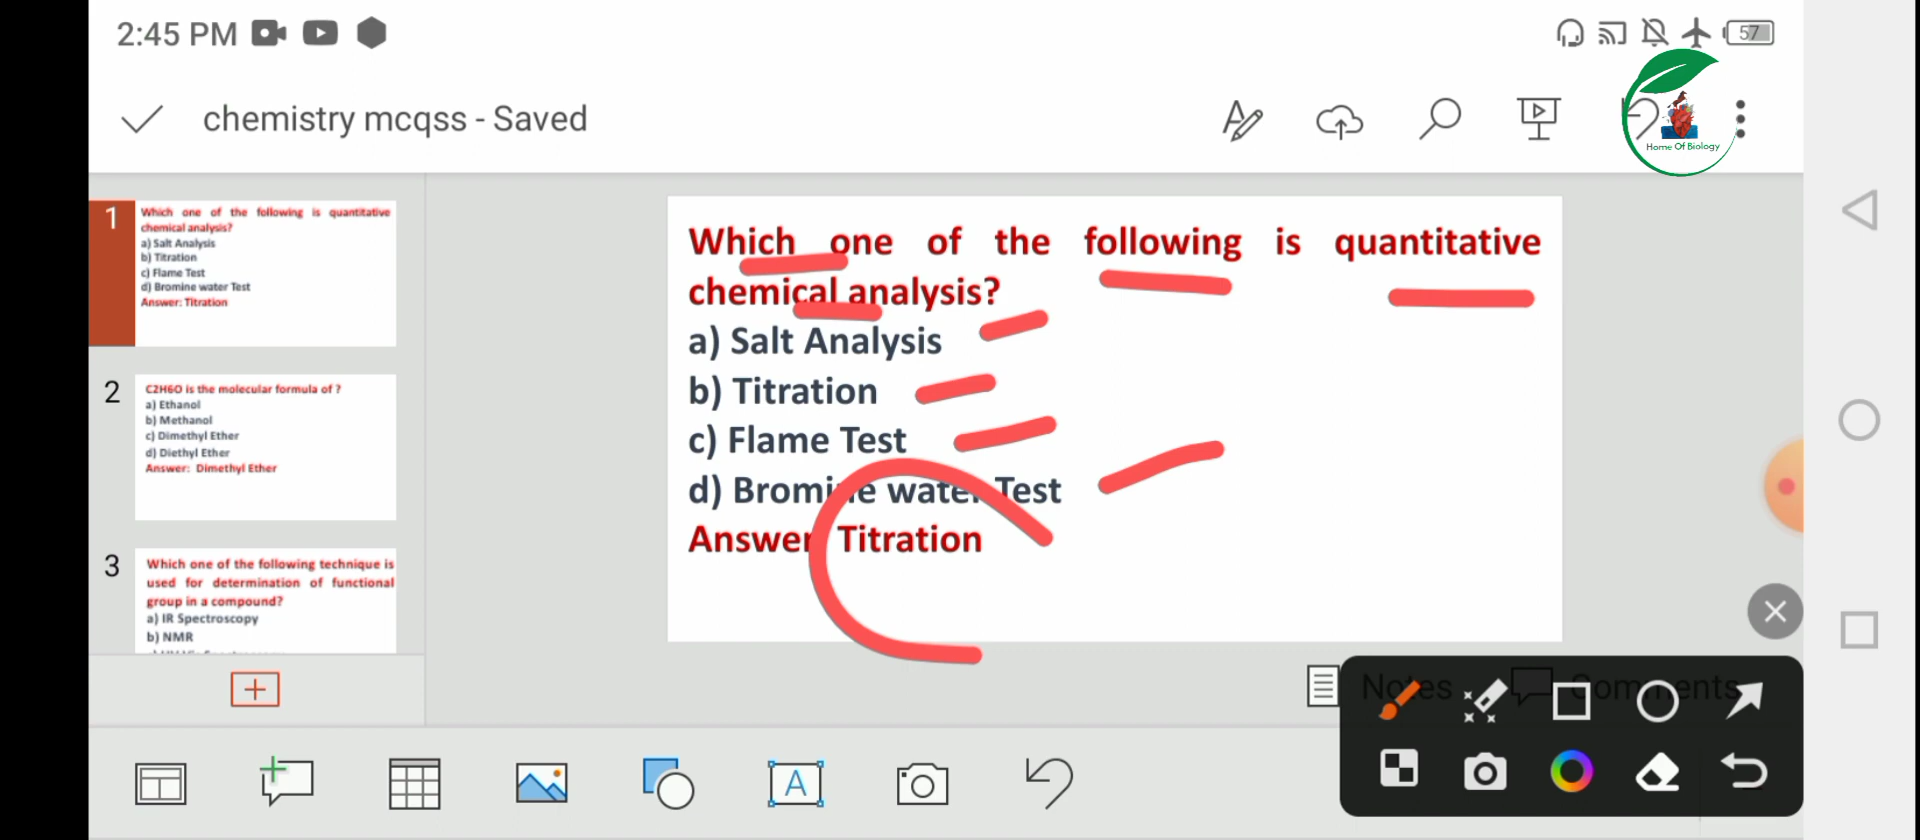 2:45 PM
57
chemistry mcqss - Saved
Home Of Biology
1
Which one of the following is quantitative
chemical analysis?
a) Salt Analysis
b) Titration
c) Flame Test
d) Bromine water Test
Answer: Titration
2
C2H6O is the molecular formula of ?
a) Ethanol
b) Methanol
c) Dimethyl Ether
d) Diethyl Ether
Answer: Dimethyl Ether
3
Which one of the following technique is
used for determination of functional
group in a compound?
a) IR Spectroscopy
b) NMR
Which one of the following is quantitative
chemical analysis?
a) Salt Analysis
b) Titration
c) Flame Test
d) Bromine water Test
Answer Titration
Notes
Comments
A